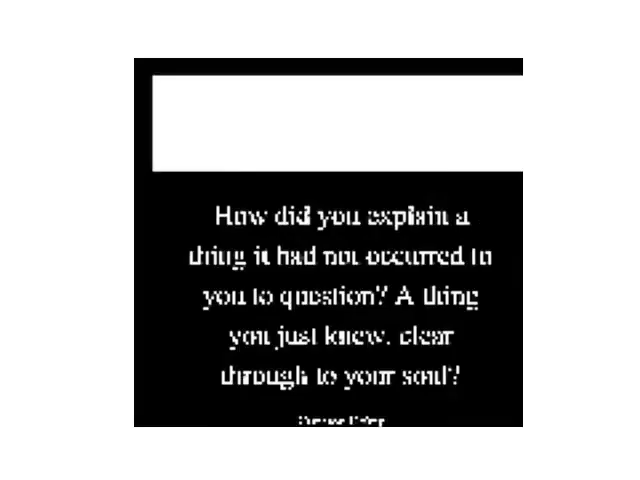 How did you explain a
thing it had not occurred to
you to question? A thing
you just knew, clear
through to your soul?